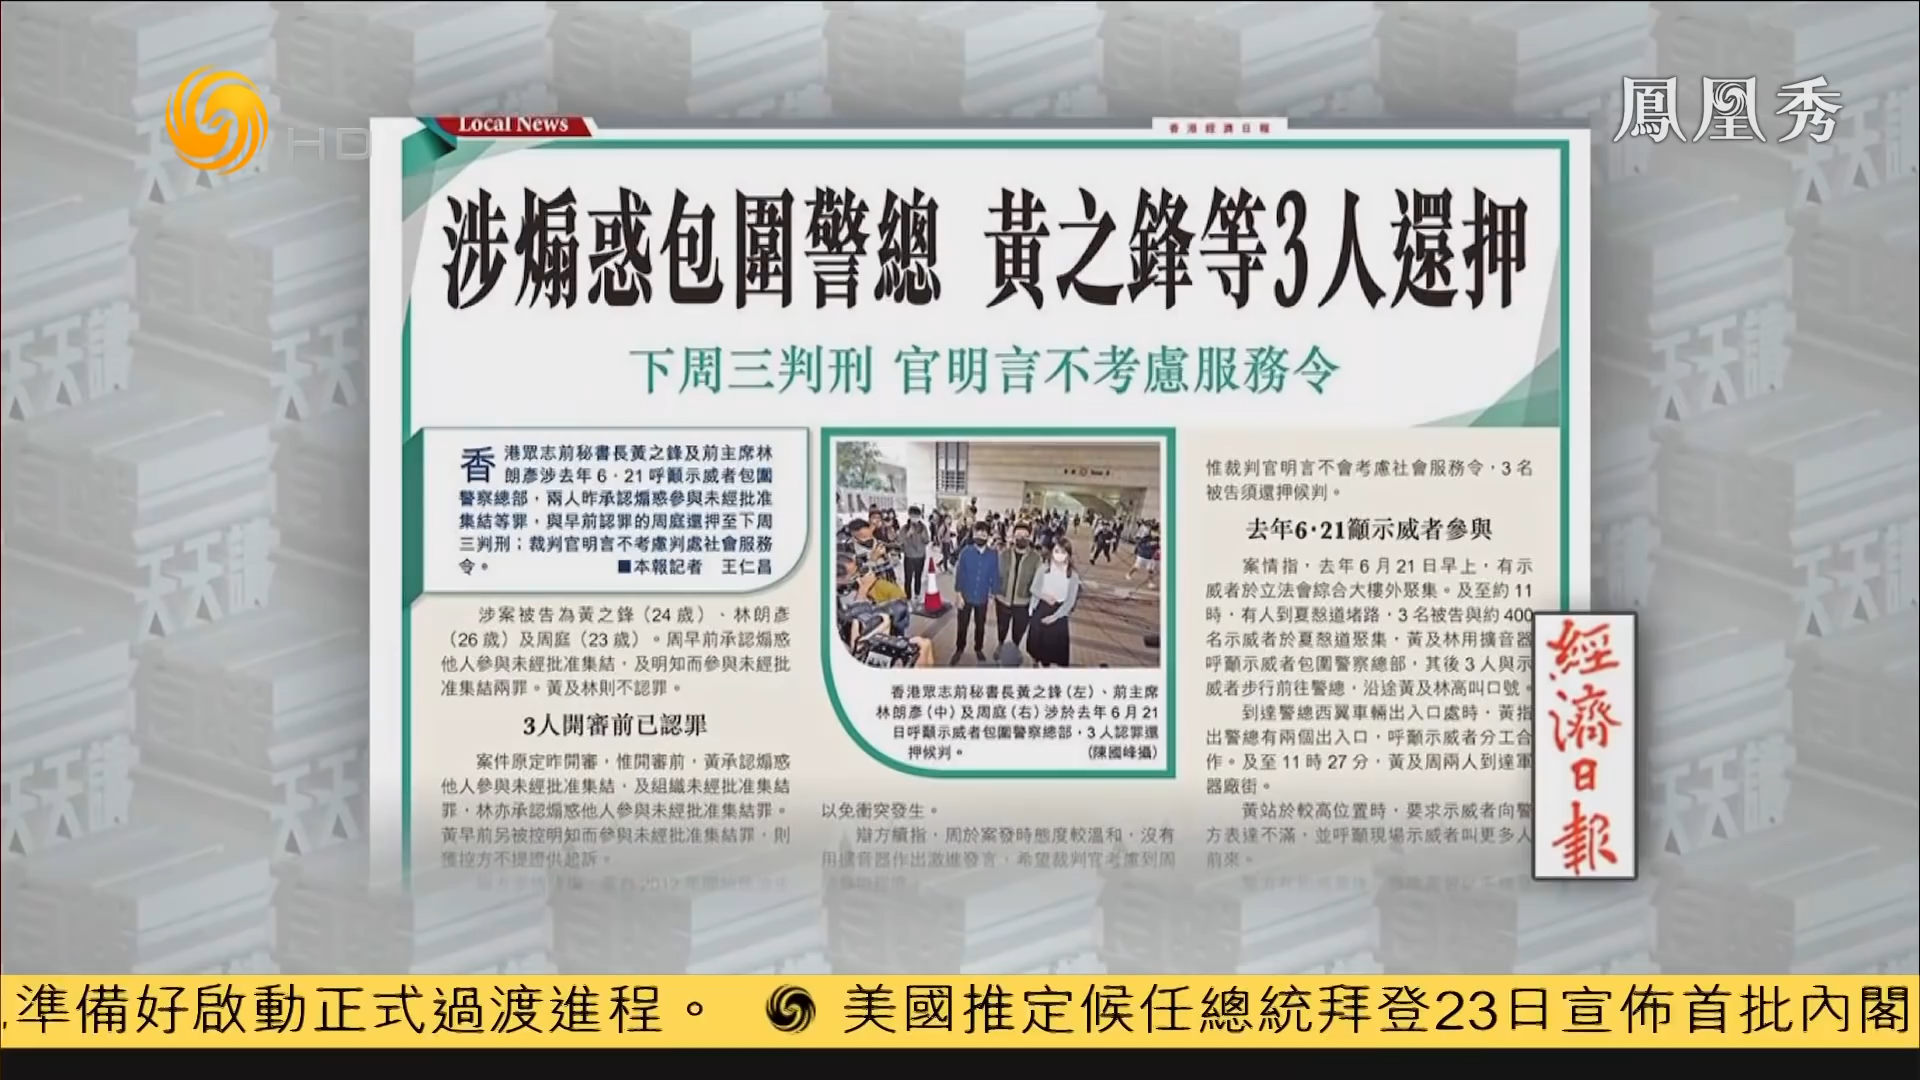 HD
鳳凰秀
Local News
香港經濟日報
涉煽惑包圍警總 黃之鋒等3人還押
下周三判刑 官明言不考慮服務令
香港眾志前秘書長黃之鋒及前主席林
朗彥涉去年6·21呼籲示威者包圍
警察總部，兩人昨承認煽惑參與未經批准
集結等罪，與早前認罪的周庭還押至下周
三判刑；裁判官明言不考慮判處社會服務
令。 ■本報記者 王仁昌
涉案被告為黃之鋒（24歲）、林朗彥
（26歲）及周庭（23歲）。周早前承認煽惑
他人參與未經批准集結，及明知而參與未經批
准集結兩罪。黃及林則不認罪。
3人開審前已認罪
案件原定昨開審，惟開審前，黃承認煽惑
他人參與未經批准集結，及組織未經批准集結
罪，林亦承認煽惑他人參與未經批准集結罪。
黃早前另被控明知而參與未經批准集結罪，則
獲控方不提證供起訴。
香港眾志前秘書長黃之鋒（左）、前主席
林朗彥（中）及周庭（右）涉於去年6月21
日呼籲示威者包圍警察總部，3人認罪還
押候判。 （陳國峰攝）
以免衝突發生。
辯方續指，周於案發時態度較溫和，沒有
用擴音器作出激進發言，希望裁判官考慮到周
惟裁判官明言不會考慮社會服務令，3名
被告須還押候判。
去年6·21籲示威者參與
案情指，去年6月21日早上，有示
威者於立法會綜合大樓外聚集。及至約11
時，有人到夏慤道堵路，3名被告與約400
名示威者於夏慤道聚集，黃及林用擴音器
呼籲示威者包圍警察總部，其後3人與示
威者步行前往警總，沿途黃及林高叫口號。
到達警總西翼車輛出入口處時，黃指
出警總有兩個出入口，呼籲示威者分工合
作。及至11時27分，黃及周兩人到達軍
器廠街。
黃站於較高位置時，要求示威者向警
方表達不滿，並呼籲現場示威者叫更多人
前來。
經濟日報
準備好啟動正式過渡進程。 美國推定候任總統拜登23日宣佈首批內閣